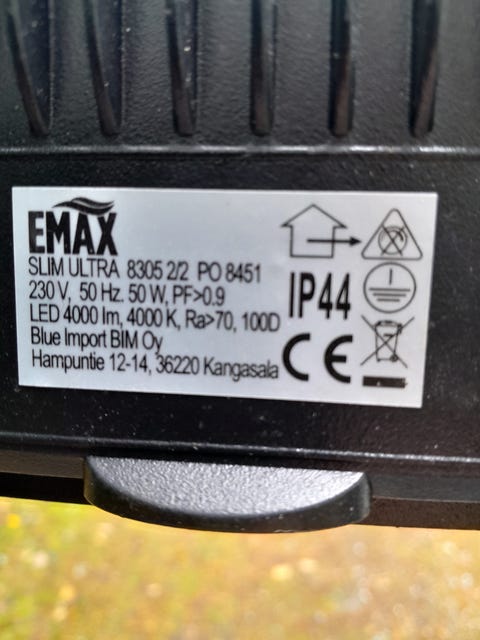 EMAX
SLIM ULTRA 8305 2/2 PO 8451
230 V, 50 Hz. 50 W, PF>0.9
LED 4000 lm, 4000 K, Ra>70, 100D
Blue Import BIM Oy
Hampuntie 12-14, 36220 Kangasala
IP44
CE